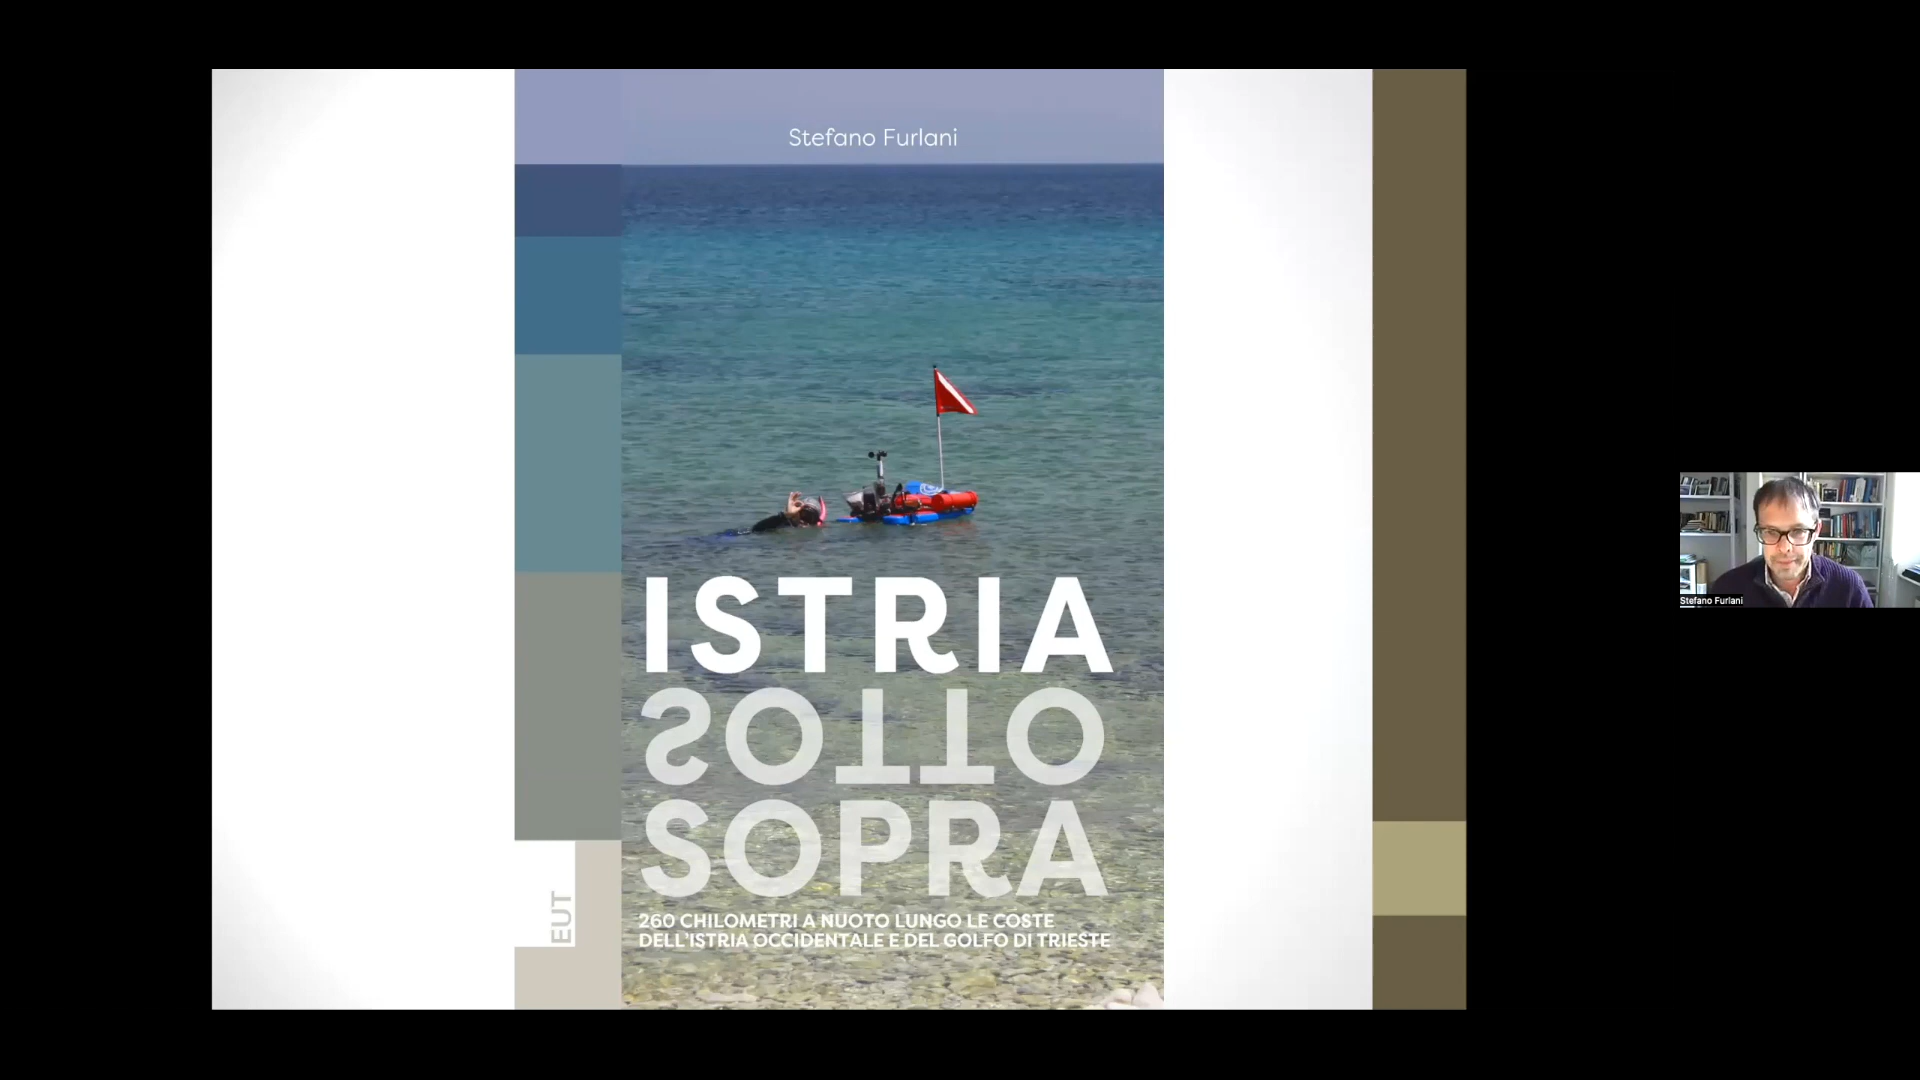 Stefano Furlani
ISTRIA
SOTTO
SOPRA
260 CHILOMETRI A NUOTO LUNGO LE COSTE
DELL'ISTRIA OCCIDENTALE E DEL GOLFO DI TRIESTE
EUT
Stefano Furlani